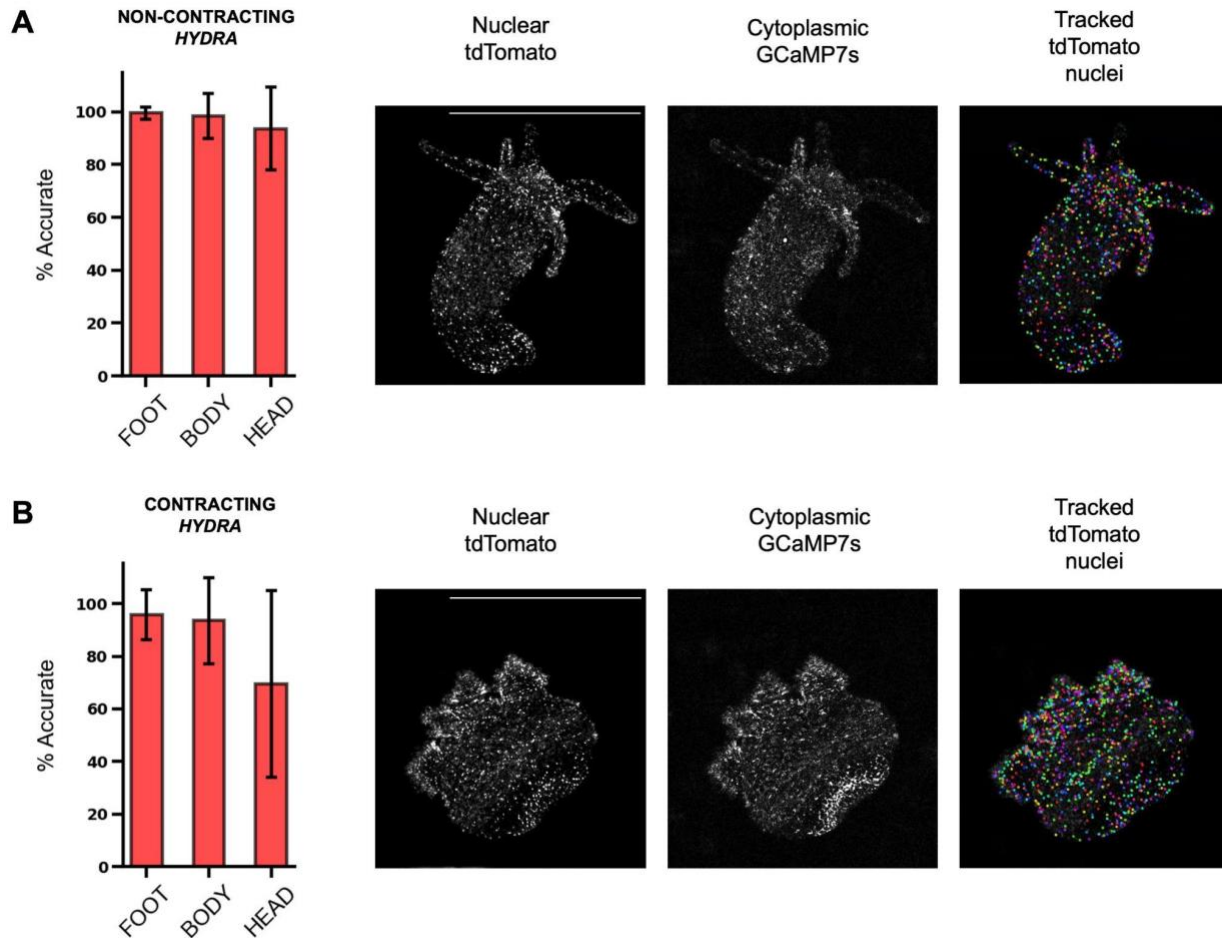 A
NON-CONTRACTING
HYDRA
% Accurate
100
80
60
40
20
0
FOOT
BODY
HEAD
Nuclear
tdTomato
Cytoplasmic
GCaMP7s
Tracked
tdTomato
nuclei
B
CONTRACTING
HYDRA
% Accurate
100
80
60
40
20
0
FOOT
BODY
HEAD
Nuclear
tdTomato
Cytoplasmic
GCaMP7s
Tracked
tdTomato
nuclei